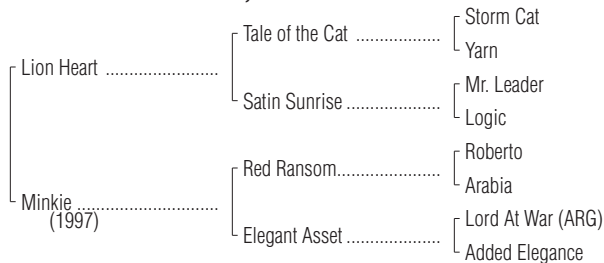 Storm Cat
Tale of the Cat ..................
Yarn
Lion Heart ........................
Mr. Leader
Satin Sunrise ....................
Logic
Roberto
Red Ransom......................
Arabia
Minkie ..............................
(1997)
Lord At War (ARG)
Elegant Asset ....................
Added Elegance